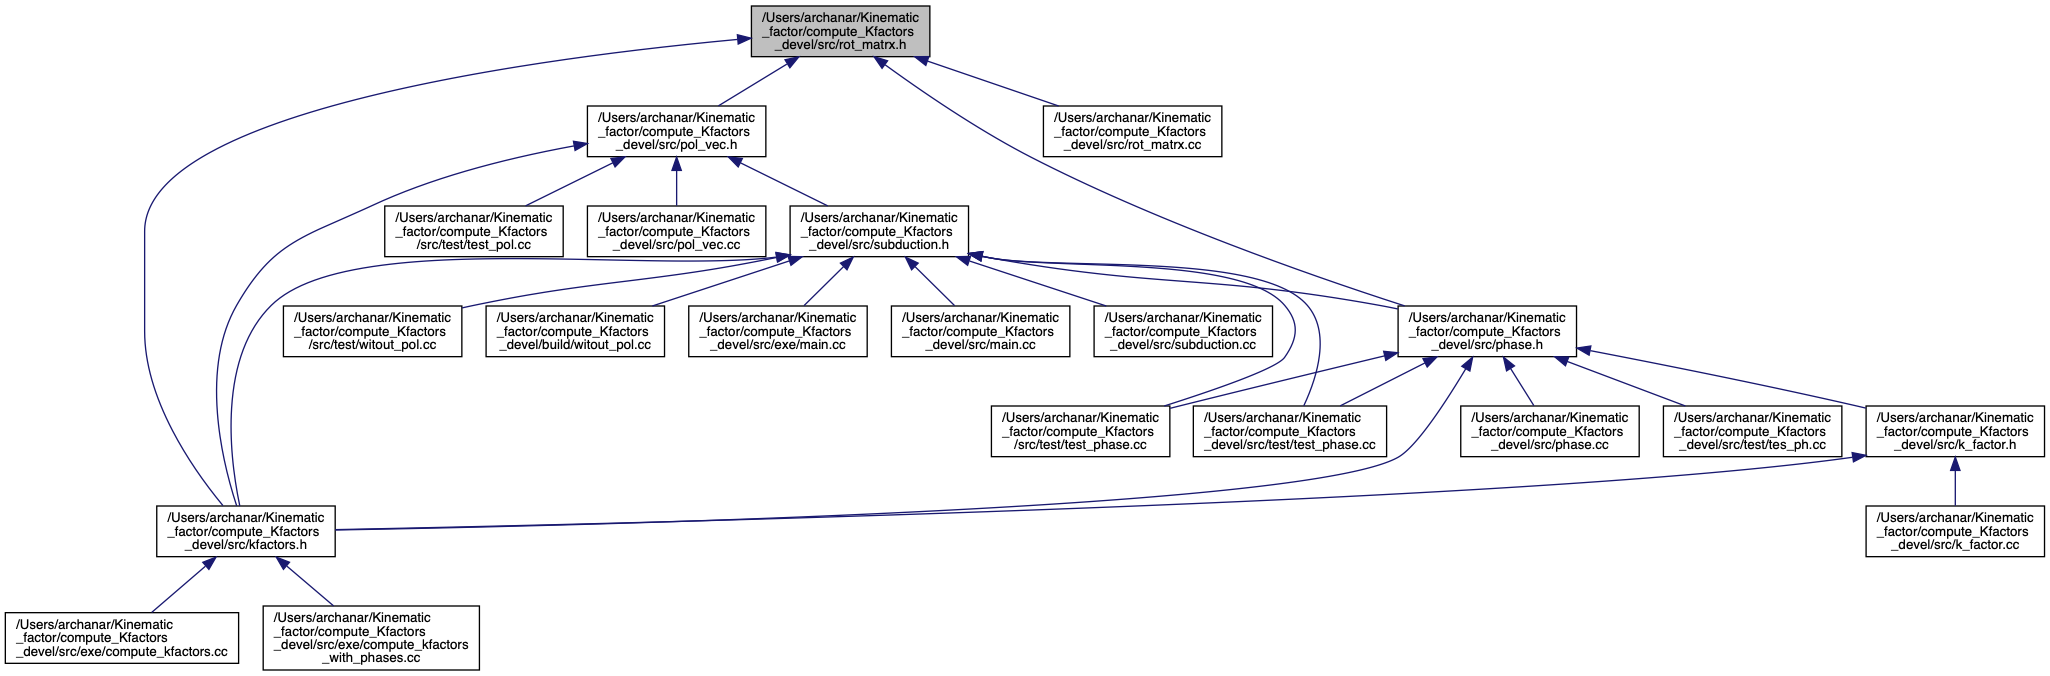 /Users/archanar/Kinematic
_factor/compute_Kfactors
_devel/src/rot_matrx.h
/Users/archanar/Kinematic
_factor/compute_Kfactors
_devel/src/pol_vec.h
/Users/archanar/Kinematic
_factor/compute_Kfactors
_devel/src/rot_matrx.cc
/Users/archanar/Kinematic
_factor/compute_Kfactors
/src/test/test_pol.cc
/Users/archanar/Kinematic
_factor/compute_Kfactors
_devel/src/pol_vec.cc
/Users/archanar/Kinematic
_factor/compute_Kfactors
_devel/src/subduction.h
/Users/archanar/Kinematic
_factor/compute_Kfactors
/src/test/witout_pol.cc
/Users/archanar/Kinematic
_factor/compute_Kfactors
_devel/build/witout_pol.cc
/Users/archanar/Kinematic
_factor/compute_Kfactors
_devel/src/exe/main.cc
/Users/archanar/Kinematic
_factor/compute_Kfactors
_devel/src/main.cc
/Users/archanar/Kinematic
_factor/compute_Kfactors
_devel/src/subduction.cc
/Users/archanar/Kinematic
_factor/compute_Kfactors
_devel/src/phase.h
/Users/archanar/Kinematic
_factor/compute_Kfactors
/src/test/test_phase.cc
/Users/archanar/Kinematic
_factor/compute_Kfactors
_devel/src/test/test_phase.cc
/Users/archanar/Kinematic
_factor/compute_Kfactors
_devel/src/phase.cc
/Users/archanar/Kinematic
_factor/compute_Kfactors
_devel/src/test/tes_ph.cc
/Users/archanar/Kinematic
_factor/compute_Kfactors
_devel/src/k_factor.h
/Users/archanar/Kinematic
_factor/compute_Kfactors
_devel/src/kfactors.h
/Users/archanar/Kinematic
_factor/compute_Kfactors
_devel/src/k_factor.cc
/Users/archanar/Kinematic
_factor/compute_Kfactors
_devel/src/exe/compute_kfactors.cc
/Users/archanar/Kinematic
_factor/compute_Kfactors
_devel/src/exe/compute_kfactors
_with_phases.cc